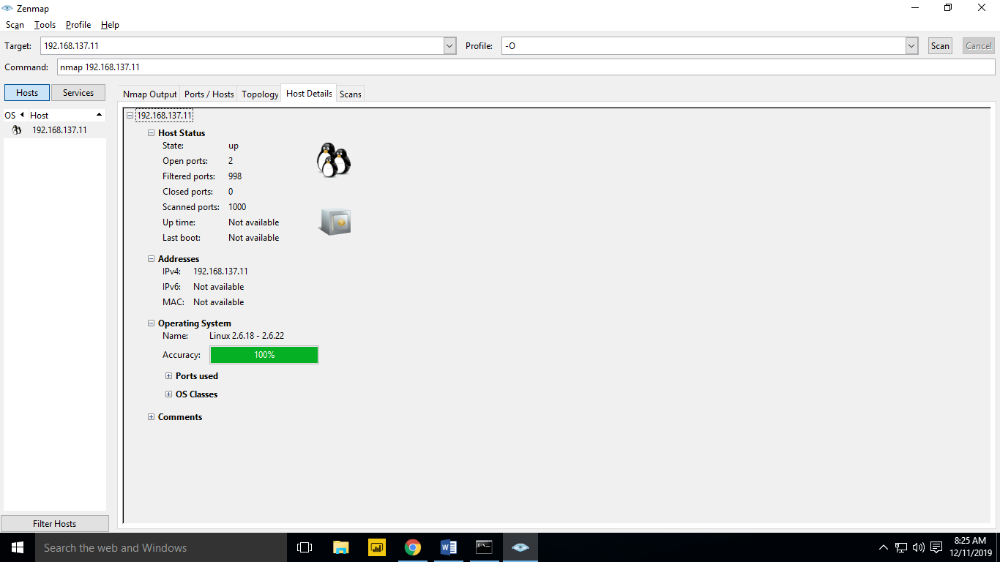 Zenmap
Scan Tools Profile Help
Target: 192.168.137.11 Profile: -O Scan Cancel
Command: nmap 192.168.137.11
Hosts Services
Nmap Output Ports / Hosts Topology Host Details Scans
OS Host
192.168.137.11
192.168.137.11
Host Status
State: up
Open ports: 2
Filtered ports: 998
Closed ports: 0
Scanned ports: 1000
Up time: Not available
Last boot: Not available
Addresses
IPv4: 192.168.137.11
IPv6: Not available
MAC: Not available
Operating System
Name: Linux 2.6.18 - 2.6.22
Accuracy: 100%
Ports used
OS Classes
Comments
Filter Hosts
Search the web and Windows
8:25 AM
12/11/2019